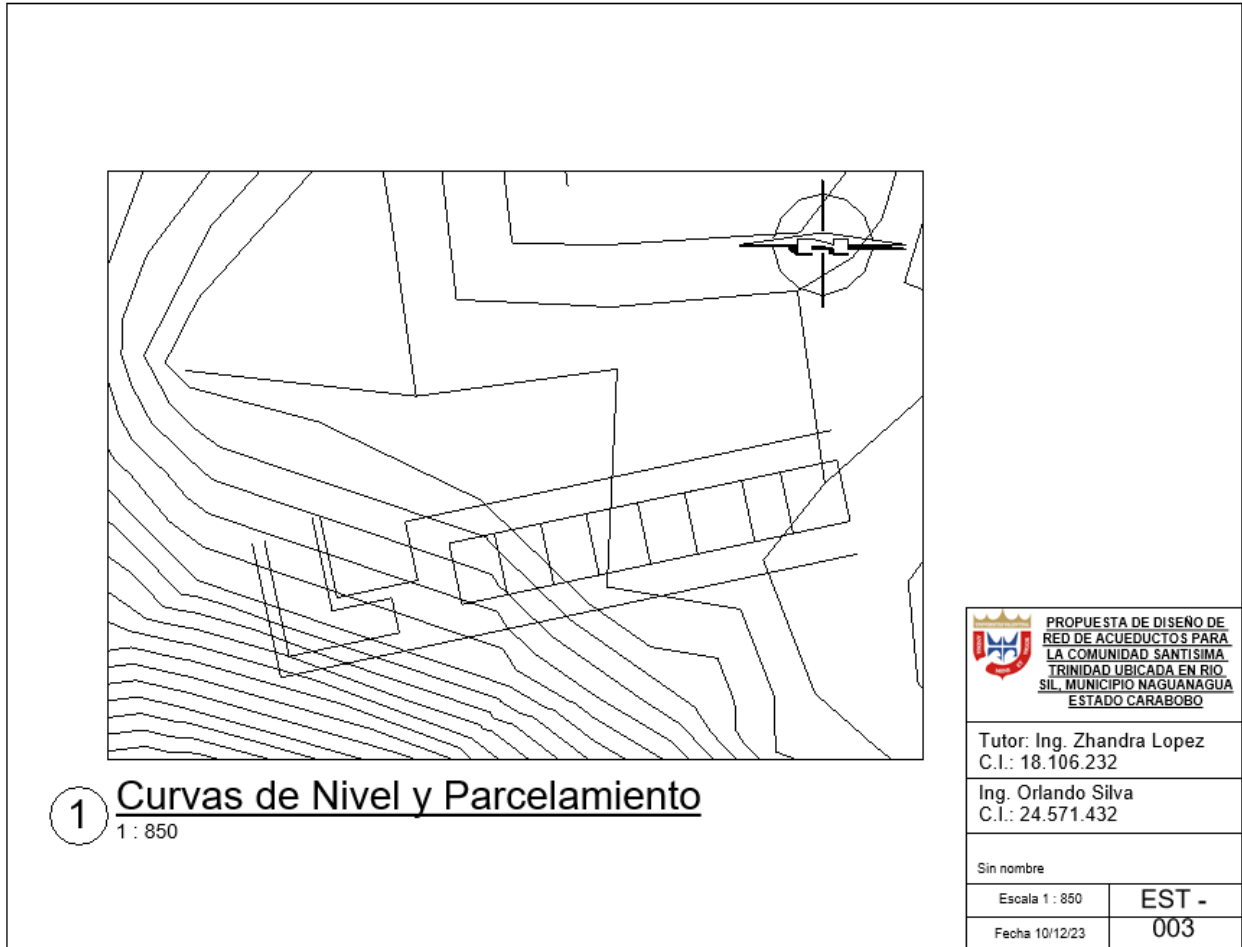 1
Curvas de Nivel y Parcelamiento
1 : 850
PROPUESTA DE DISEÑO DE
RED DE ACUEDUCTOS PARA
LA COMUNIDAD SANTISIMA
TRINIDAD UBICADA EN RIO
SIL, MUNICIPIO NAGUANAGUA
ESTADO CARABOBO
Tutor: Ing. Zhandra Lopez
C.I.: 18.106.232
Ing. Orlando Silva
C.I.: 24.571.432
Sin nombre
Escala 1 : 850
EST -
003
Fecha 10/12/23